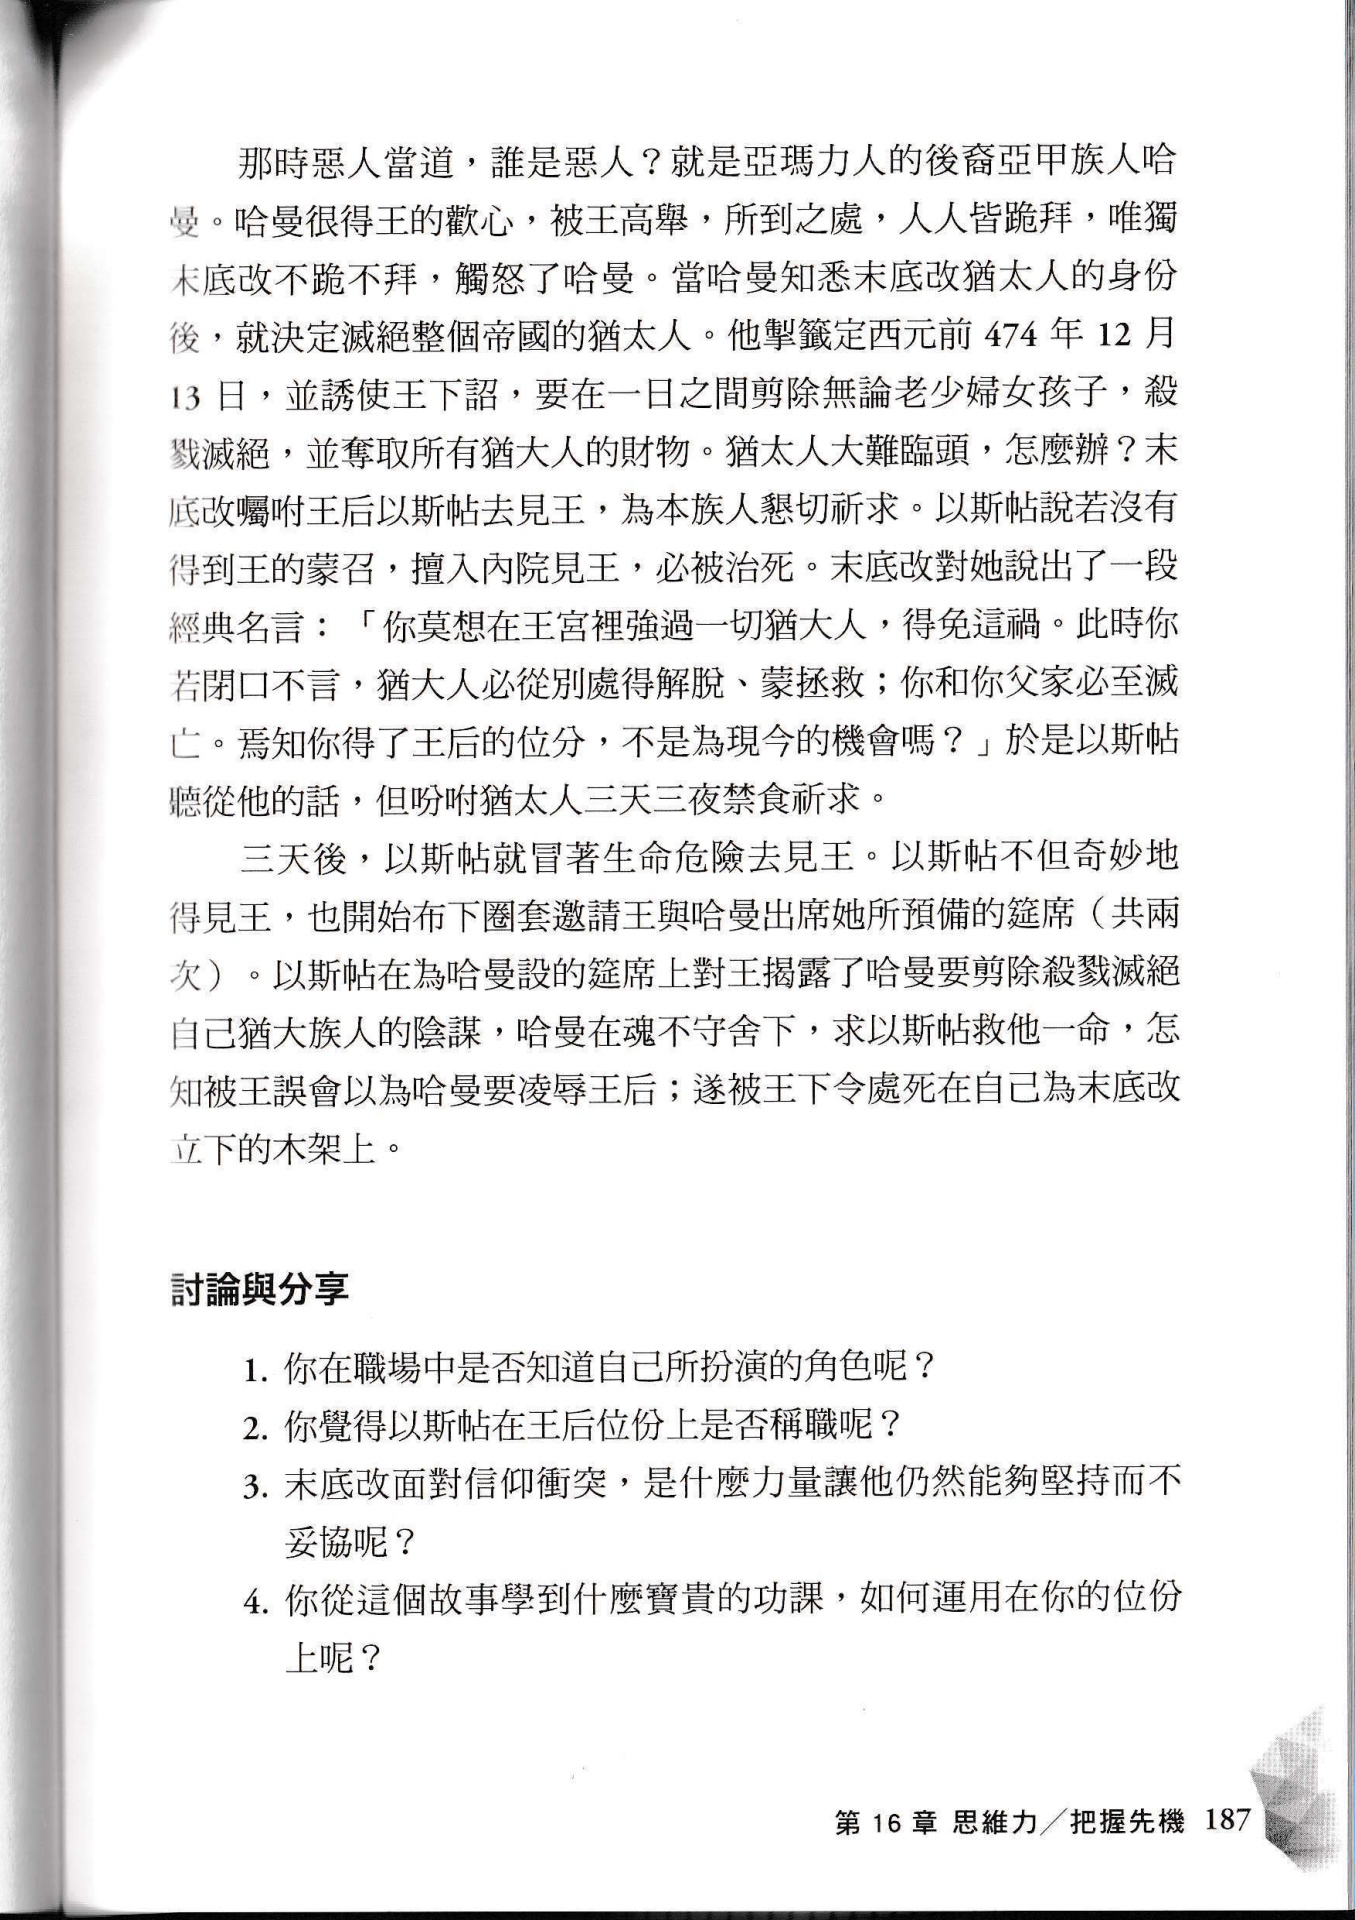 那時惡人當道，誰是惡人？就是亞瑪力人的後裔亞甲族人哈
曼。哈曼很得王的歡心，被王高舉，所到之處，人人皆跪拜，唯獨
末底改不跪不拜，觸怒了哈曼。當哈曼知悉末底改猶太人的身份
後，就決定滅絕整個帝國的猶太人。他掣籤定西元前 474 年 12 月
13 日，並誘使王下詔，要在一日之間剪除無論老少婦女孩子，殺
戮滅絕，並奪取所有猶大人的財物。猶太人大難臨頭，怎麼辦？末
底改囑咐王后以斯帖去見王，為本族人懇切祈求。以斯帖說若沒有
得到王的蒙召，擅入內院見王，必被治死。末底改對她說出了一段
經典名言：「你莫想在王宮裡強過一切猶大人，得免這禍。此時你
若閉口不言，猶大人必從別處得解脫、蒙拯救；你和你父家必至滅
亡。焉知你得了王后的位分，不是為現今的機會嗎？」於是以斯帖
聽從他的話，但吩咐猶太人三天三夜禁食祈求。
三天後，以斯帖就冒著生命危險去見王。以斯帖不但奇妙地
得見王，也開始布下圈套邀請王與哈曼出席她所預備的筵席（共兩
次）。以斯帖在為哈曼設的筵席上對王揭露了哈曼要剪除殺戮滅絕
自己猶大族人的陰謀，哈曼在魂不守舍下，求以斯帖救他一命，怎
知被王誤會以為哈曼要凌辱王后；遂被王下令處死在自己為末底改
立下的木架上。
討論與分享
1. 你在職場中是否知道自己所扮演的角色呢？
2. 你覺得以斯帖在王后位份上是否稱職呢？
3. 末底改面對信仰衝突，是什麼力量讓他仍然能夠堅持而不
妥協呢？
4. 你從這個故事學到什麼寶貴的功課，如何運用在你的位份
上呢？
第 16 章 思維力／把握先機 187